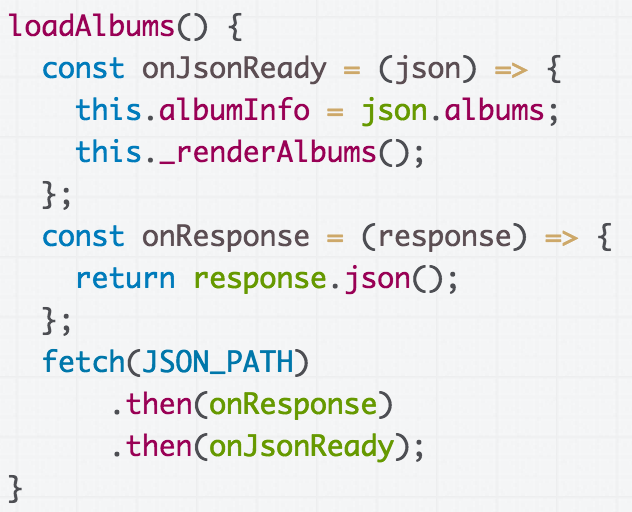 loadAlbums() {
  const onJsonReady = (json) => {
    this.albumInfo = json.albums;
    this._renderAlbums();
  };
  const onResponse = (response) => {
    return response.json();
  };
  fetch(JSON_PATH)
      .then(onResponse)
      .then(onJsonReady);
}